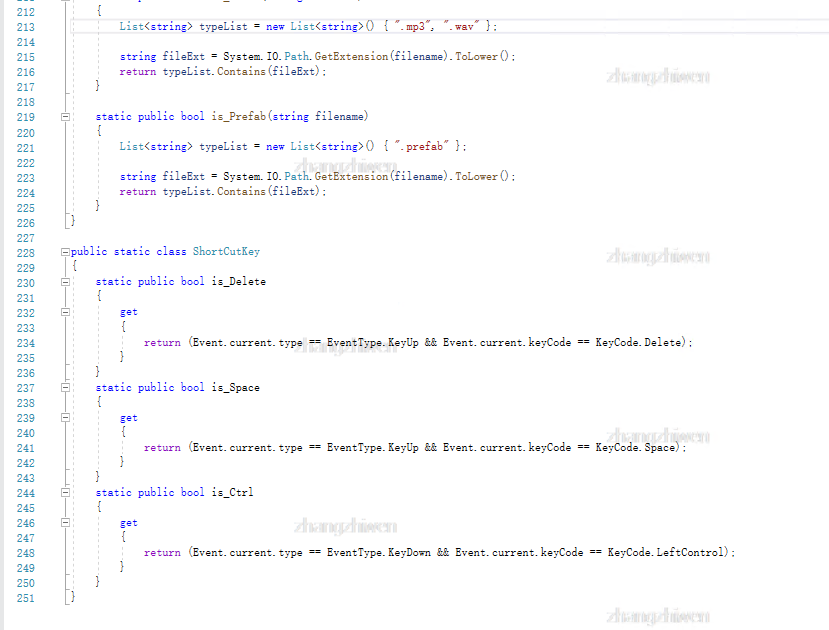 212 {
213 List<string> typeList = new List<string>() { ".mp3", ".wav" };
214
215 string fileExt = System.IO.Path.GetExtension(filename).ToLower();
216 return typeList.Contains(fileExt);
217 }
218
219 static public bool is_Prefab(string filename)
220 {
221 List<string> typeList = new List<string>() { ".prefab" };
222
223 string fileExt = System.IO.Path.GetExtension(filename).ToLower();
224 return typeList.Contains(fileExt);
225 }
226 }
227
228 public static class ShortCutKey
229 {
230 static public bool is_Delete
231 {
232 get
233 {
234 return (Event.current.type == EventType.KeyUp && Event.current.keyCode == KeyCode.Delete);
235 }
236 }
237 static public bool is_Space
238 {
239 get
240 {
241 return (Event.current.type == EventType.KeyUp && Event.current.keyCode == KeyCode.Space);
242 }
243 }
244 static public bool is_Ctrl
245 {
246 get
247 {
248 return (Event.current.type == EventType.KeyDown && Event.current.keyCode == KeyCode.LeftControl);
249 }
250 }
251 }